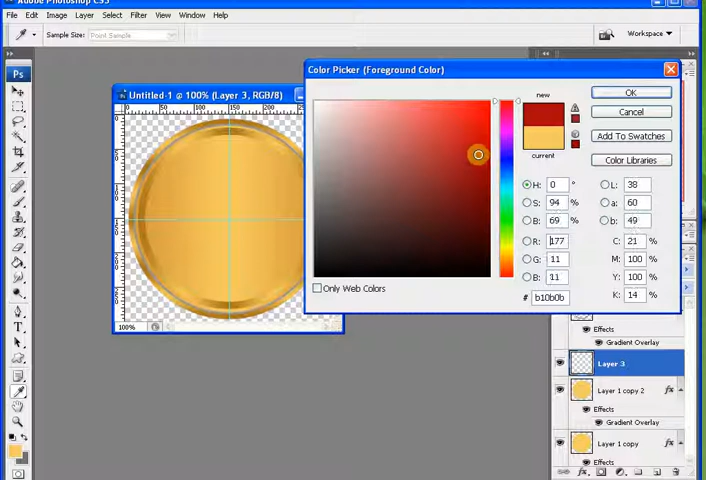 Adobe Photoshop CS3
File Edit Image Layer Select Filter View Window Help
Sample Size: Point Sample
Workspace
Ps
Untitled-1 @ 100% (Layer 3, RGB/8)
100%
Color Picker (Foreground Color)
new
current
OK
Cancel
Add To Swatches
Color Libraries
H: 0 °
S: 94 %
B: 69 %
R: 177
G: 11
B: 11
# b10b0b
L: 38
a: 60
b: 49
C: 21 %
M: 100 %
Y: 100 %
K: 14 %
Only Web Colors
Effects
Gradient Overlay
Layer 3
Layer 1 copy 2 fx
Effects
Gradient Overlay
Layer 1 copy fx
Effects